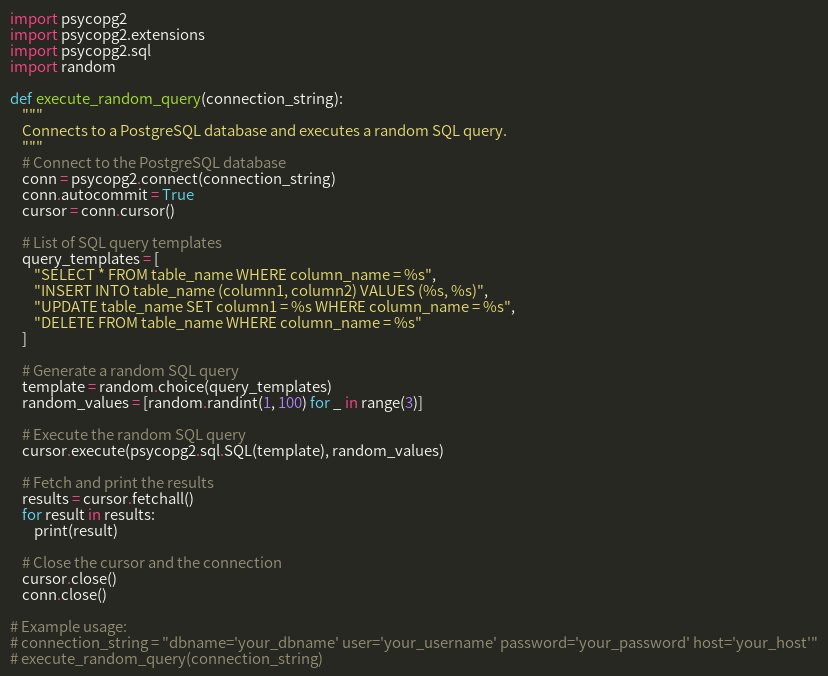 import psycopg2
import psycopg2.extensions
import psycopg2.sql
import random

def execute_random_query(connection_string):
    """
    Connects to a PostgreSQL database and executes a random SQL query.
    """
    # Connect to the PostgreSQL database
    conn = psycopg2.connect(connection_string)
    conn.autocommit = True
    cursor = conn.cursor()

    # List of SQL query templates
    query_templates = [
        "SELECT * FROM table_name WHERE column_name = %s",
        "INSERT INTO table_name (column1, column2) VALUES (%s, %s)",
        "UPDATE table_name SET column1 = %s WHERE column_name = %s",
        "DELETE FROM table_name WHERE column_name = %s"
    ]

    # Generate a random SQL query
    template = random.choice(query_templates)
    random_values = [random.randint(1, 100) for _ in range(3)]

    # Execute the random SQL query
    cursor.execute(psycopg2.sql.SQL(template), random_values)

    # Fetch and print the results
    results = cursor.fetchall()
    for result in results:
        print(result)

    # Close the cursor and the connection
    cursor.close()
    conn.close()

# Example usage:
# connection_string = "dbname='your_dbname' user='your_username' password='your_password' host='your_host'"
# execute_random_query(connection_string)